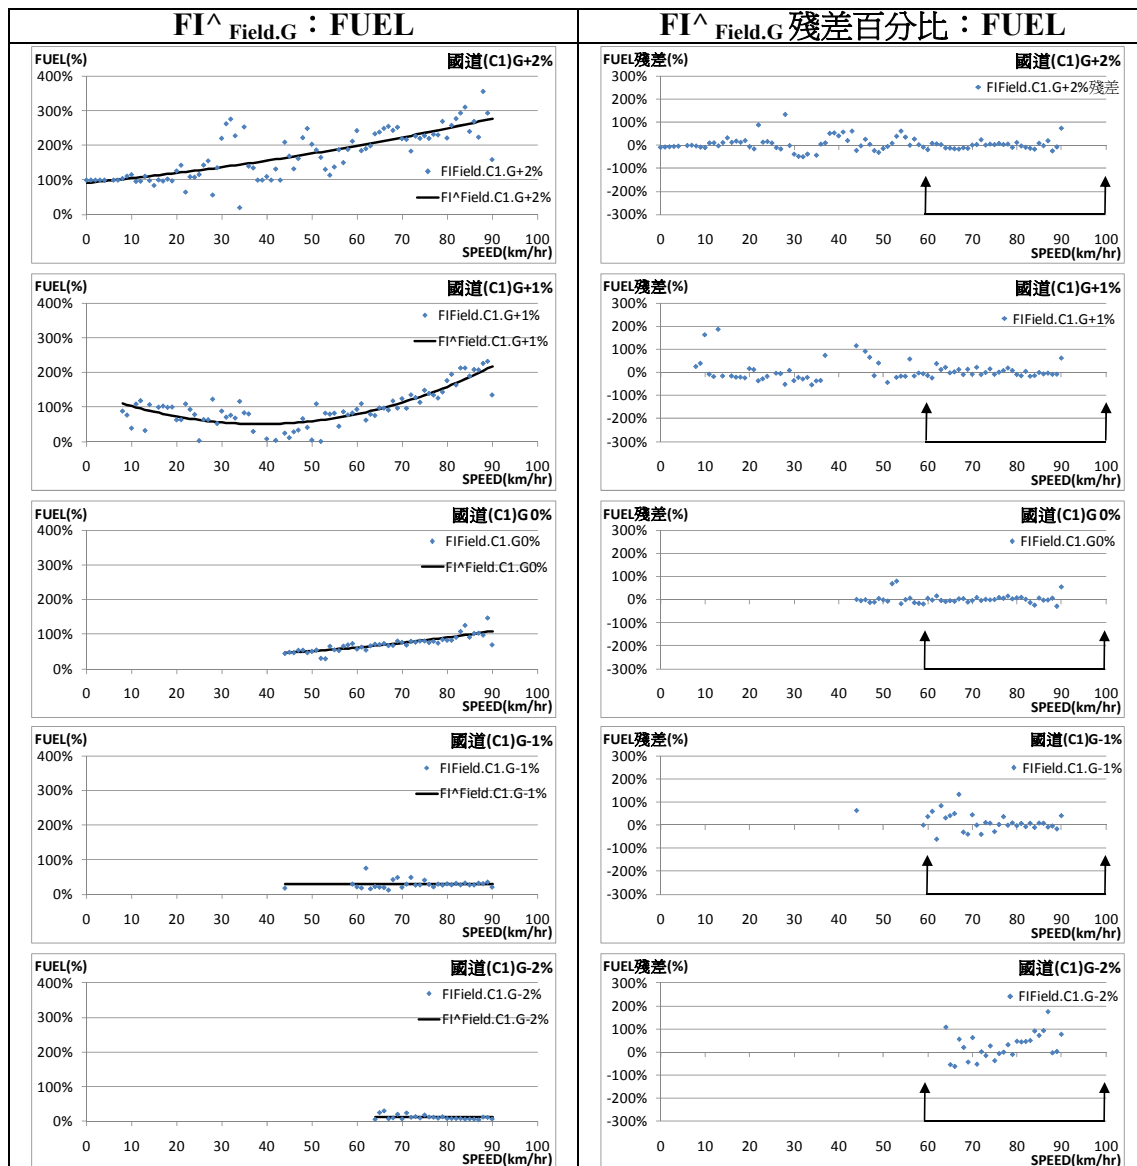 FI^ Field.G：FUEL
FI^ Field.G 殘差百分比：FUEL
FUEL(%)
國道(C1)G+2%
400%
300%
200%
100%
0%
FIField.C1.G+2%
FI^Field.C1.G+2%
0 10 20 30 40 50 60 70 80 90 100
SPEED(km/hr)
FUEL殘差(%)
國道(C1)G+2%
300%
200%
100%
0%
-100%
-200%
-300%
FIField.C1.G+2%殘差
0 10 20 30 40 50 60 70 80 90 100
SPEED(km/hr)
FUEL(%)
國道(C1)G+1%
400%
300%
200%
100%
0%
FIField.C1.G+1%
FI^Field.C1.G+1%
0 10 20 30 40 50 60 70 80 90 100
SPEED(km/hr)
FUEL殘差(%)
國道(C1)G+1%
300%
200%
100%
0%
-100%
-200%
-300%
FIField.C1.G+1%
0 10 20 30 40 50 60 70 80 90 100
SPEED(km/hr)
FUEL(%)
國道(C1)G0%
400%
300%
200%
100%
0%
FIField.C1.G0%
FI^Field.C1.G0%
0 10 20 30 40 50 60 70 80 90 100
SPEED(km/hr)
FUEL殘差(%)
國道(C1)G0%
300%
200%
100%
0%
-100%
-200%
-300%
FIField.C1.G0%
0 10 20 30 40 50 60 70 80 90 100
SPEED(km/hr)
FUEL(%)
國道(C1)G-1%
400%
300%
200%
100%
0%
FIField.C1.G-1%
FI^Field.C1.G-1%
0 10 20 30 40 50 60 70 80 90 100
SPEED(km/hr)
FUEL殘差(%)
國道(C1)G-1%
300%
200%
100%
0%
-100%
-200%
-300%
FIField.C1.G-1%
0 10 20 30 40 50 60 70 80 90 100
SPEED(km/hr)
FUEL(%)
國道(C1)G-2%
400%
300%
200%
100%
0%
FIField.C1.G-2%
FI^Field.C1.G-2%
0 10 20 30 40 50 60 70 80 90 100
SPEED(km/hr)
FUEL殘差(%)
國道(C1)G-2%
300%
200%
100%
0%
-100%
-200%
-300%
FIField.C1.G-2%
0 10 20 30 40 50 60 70 80 90 100
SPEED(km/hr)